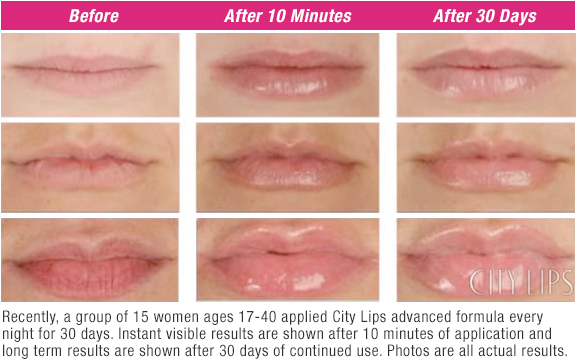 Before After 10 Minutes After 30 Days
CITY LIPS
Recently, a group of 15 women ages 17-40 applied City Lips advanced formula every
night for 30 days. Instant visible results are shown after 10 minutes of application and
long term results are shown after 30 days of continued use. Photos are all actual results.